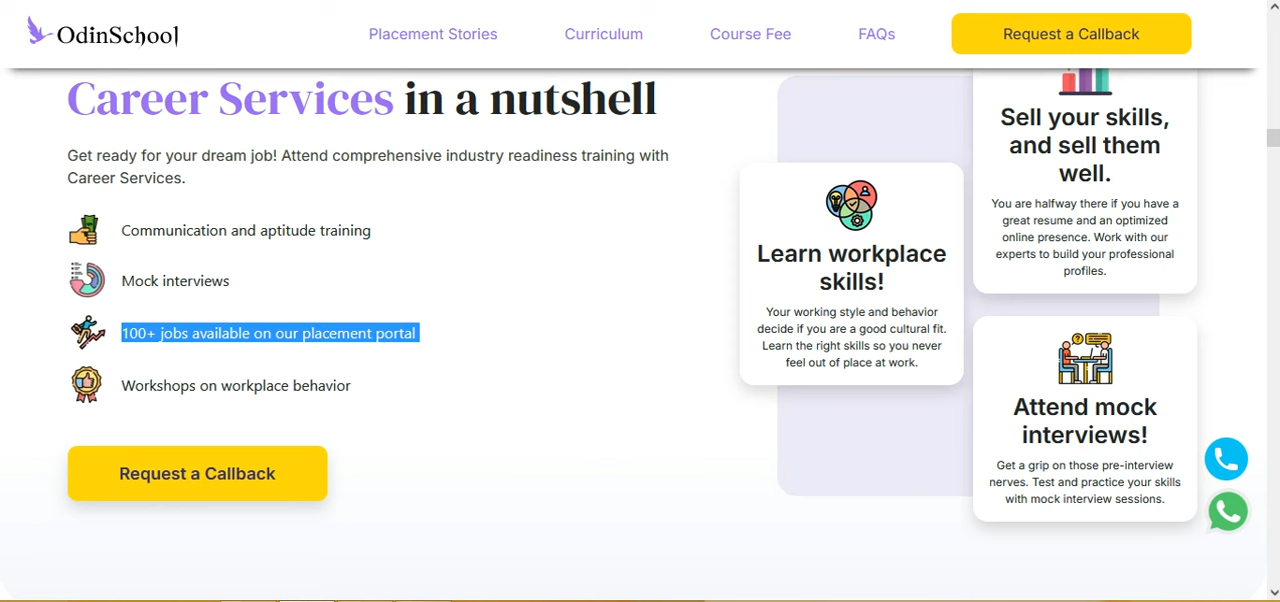 OdinSchool
Placement Stories
Curriculum
Course Fee
FAQs
Request a Callback
Career Services in a nutshell
Get ready for your dream job! Attend comprehensive industry readiness training with
Career Services.
Communication and aptitude training
Mock interviews
100+ jobs available on our placement portal
Workshops on workplace behavior
Request a Callback
Learn workplace
skills!
Your working style and behavior
decide if you are a good cultural fit.
Learn the right skills so you never
feel out of place at work.
Sell your skills,
and sell them
well.
You are halfway there if you have a
great resume and an optimized
online presence. Work with our
experts to build your professional
profiles.
Attend mock
interviews!
Get a grip on those pre-interview
nerves. Test and practice your skills
with mock interview sessions.